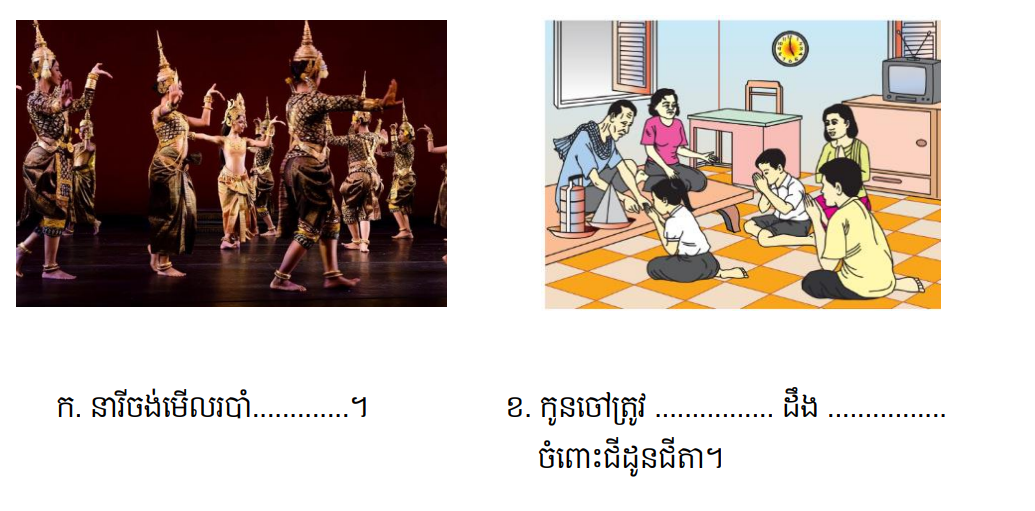 ក. នារីចង់មើលរបាំ.............។
ខ. កូនចៅត្រូវ ................ ដឹង ................
ចំពោះជីដូនជីតា។